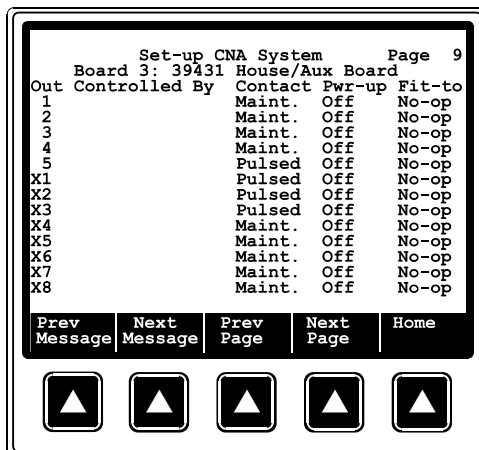 Set-up CNA System Page 9
Board 3: 39431 House/Aux Board
Out Controlled By Contact Pwr-up Fit-to
1 Maint. Off No-op
2 Maint. Off No-op
3 Maint. Off No-op
4 Maint. Off No-op
5 Pulsed Off No-op
X1 Pulsed Off No-op
X2 Pulsed Off No-op
X3 Pulsed Off No-op
X4 Maint. Off No-op
X5 Maint. Off No-op
X6 Maint. Off No-op
X7 Maint. Off No-op
X8 Maint. Off No-op
Prev Next Prev Next Home
Message Message Page Page